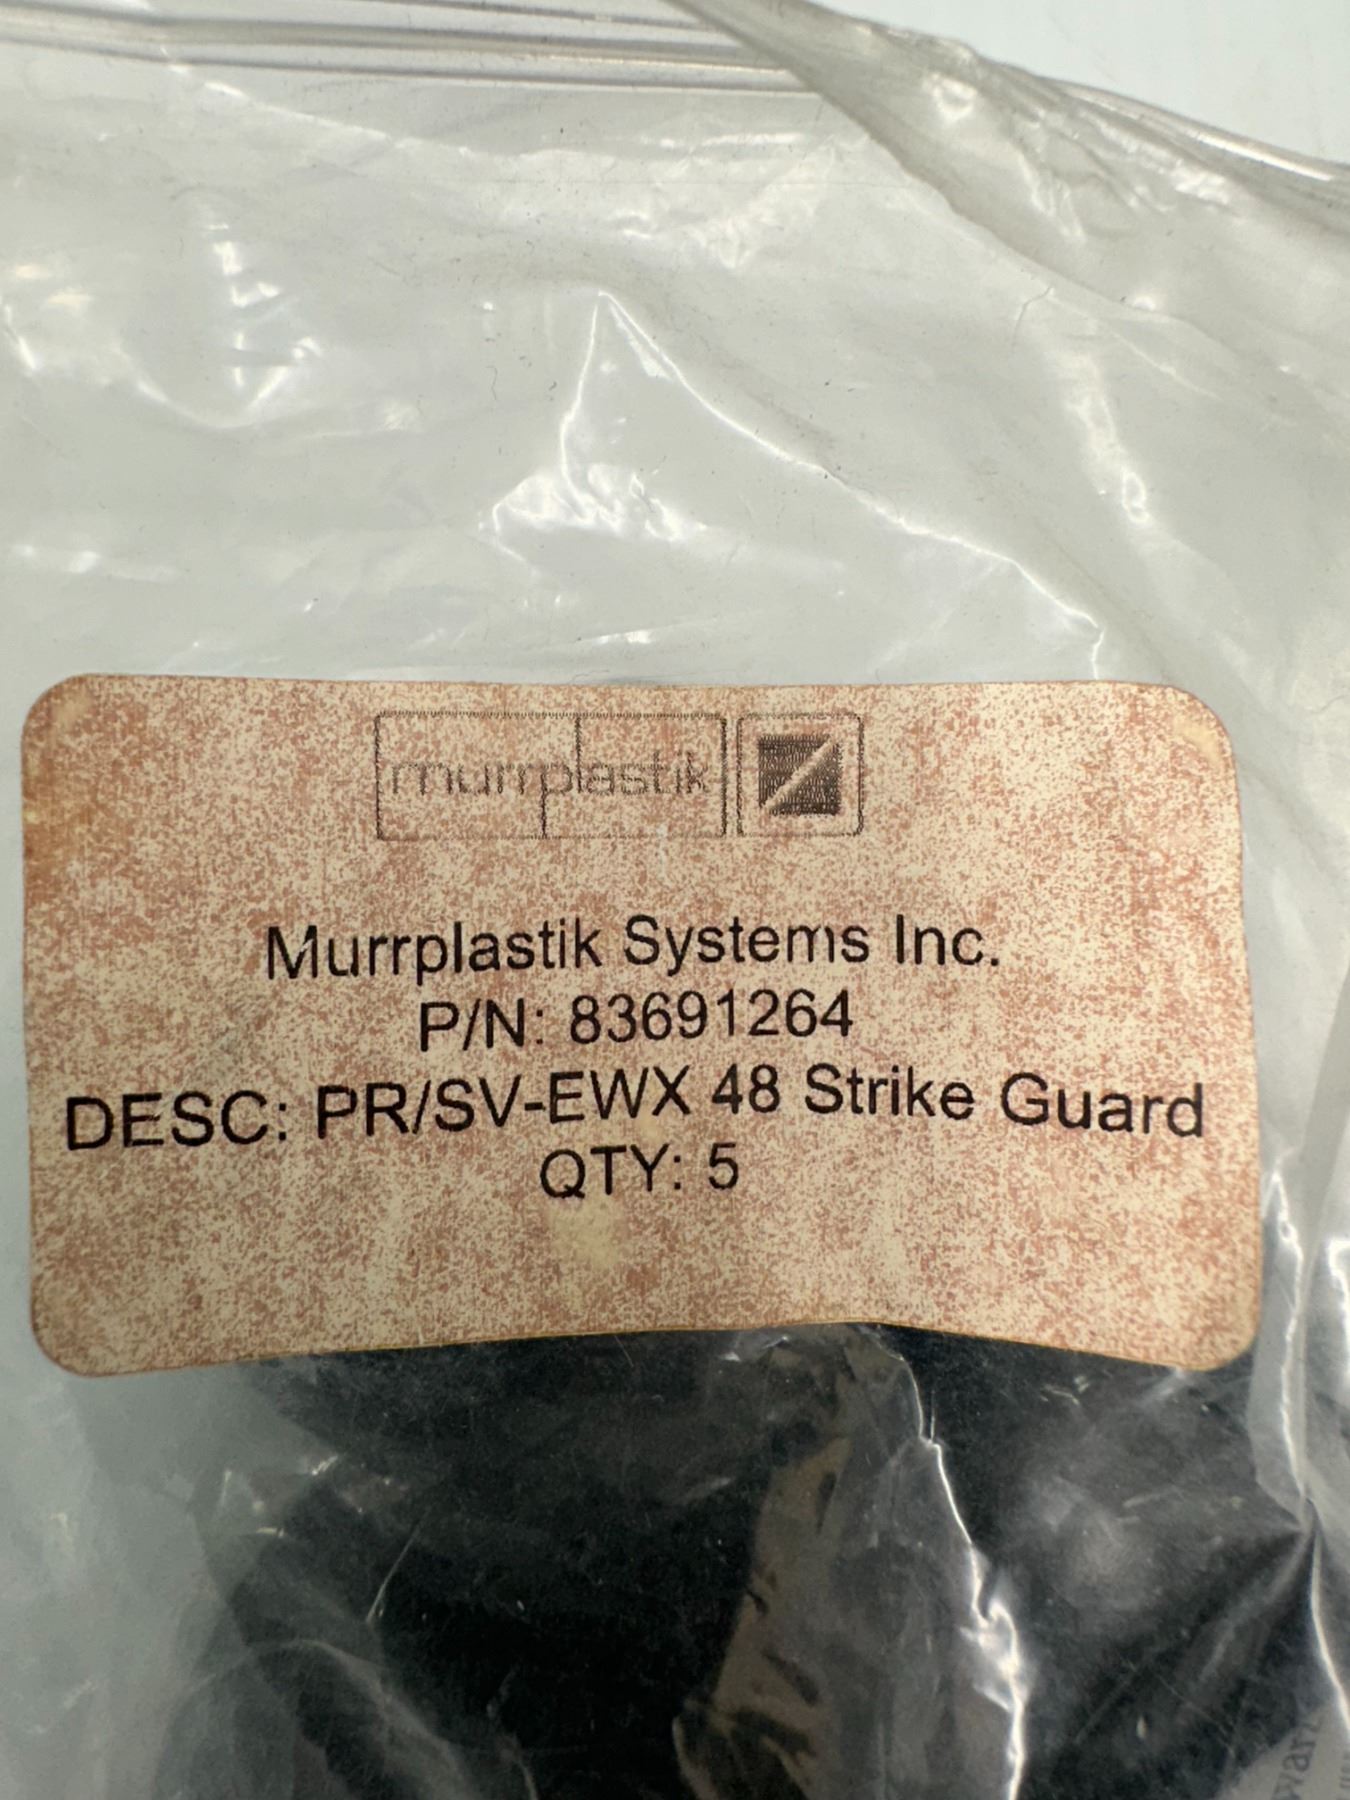 murrplastik
Murrplastik Systems Inc.
P/N: 83691264
DESC: PR/SV-EWX 48 Strike Guard
QTY: 5